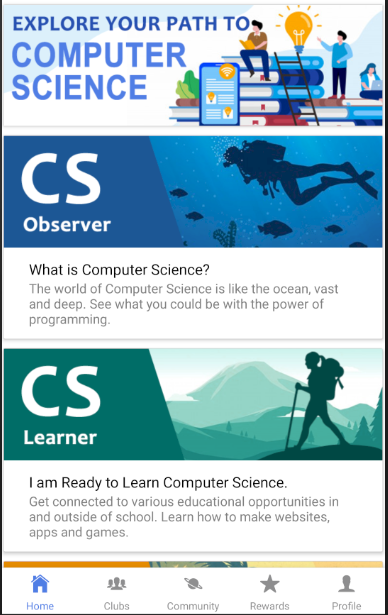 EXPLORE YOUR PATH TO
COMPUTER
SCIENCE
CS
Observer
What is Computer Science?
The world of Computer Science is like the ocean, vast
and deep. See what you could be with the power of
programming.
CS
Learner
I am Ready to Learn Computer Science.
Get connected to various educational opportunities in
and outside of school. Learn how to make websites,
apps and games.
Home
Clubs
Community
Rewards
Profile